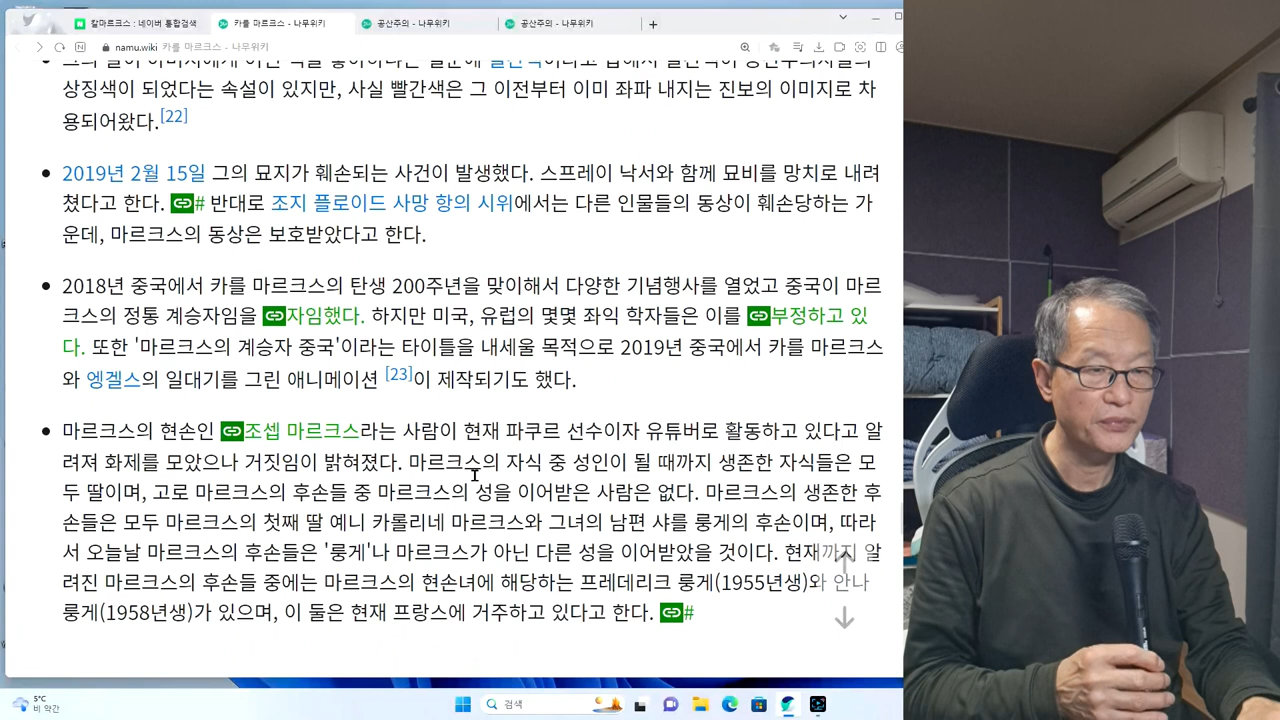 칼마르크스 : 네이버 통합검색
카를 마르크스 - 나무위키
공산주의 - 나무위키
공산주의 - 나무위키
namu.wiki 카를 마르크스 - 나무위키
상징색이 되었다는 속설이 있지만, 사실 빨간색은 그 이전부터 이미 좌파 내지는 진보의 이미지로 차
용되어왔다.[22]
2019년 2월 15일 그의 묘지가 훼손되는 사건이 발생했다. 스프레이 낙서와 함께 묘비를 망치로 내려
쳤다고 한다. # 반대로 조지 플로이드 사망 항의 시위에서는 다른 인물들의 동상이 훼손당하는 가
운데, 마르크스의 동상은 보호받았다고 한다.
2018년 중국에서 카를 마르크스의 탄생 200주년을 맞이해서 다양한 기념행사를 열었고 중국이 마르
크스의 정통 계승자임을 자임했다. 하지만 미국, 유럽의 몇몇 좌익 학자들은 이를 부정하고 있
다. 또한 '마르크스의 계승자 중국'이라는 타이틀을 내세울 목적으로 2019년 중국에서 카를 마르크스
와 엥겔스의 일대기를 그린 애니메이션 [23]이 제작되기도 했다.
마르크스의 현손인 조셉 마르크스라는 사람이 현재 파쿠르 선수이자 유튜버로 활동하고 있다고 알
려져 화제를 모았으나 거짓임이 밝혀졌다. 마르크스의 자식 중 성인이 될 때까지 생존한 자식들은 모
두 딸이며, 고로 마르크스의 후손들 중 마르크스의 성을 이어받은 사람은 없다. 마르크스의 생존한 후
손들은 모두 마르크스의 첫째 딸 예니 카롤리네 마르크스와 그녀의 남편 샤를 룽게의 후손이며, 따라
서 오늘날 마르크스의 후손들은 '룽게'나 마르크스가 아닌 다른 성을 이어받았을 것이다. 현재까지 알
려진 마르크스의 후손들 중에는 마르크스의 현손녀에 해당하는 프레데리크 룽게(1955년생)와 안나
룽게(1958년생)가 있으며, 이 둘은 현재 프랑스에 거주하고 있다고 한다. #
5°C
비 약간
검색